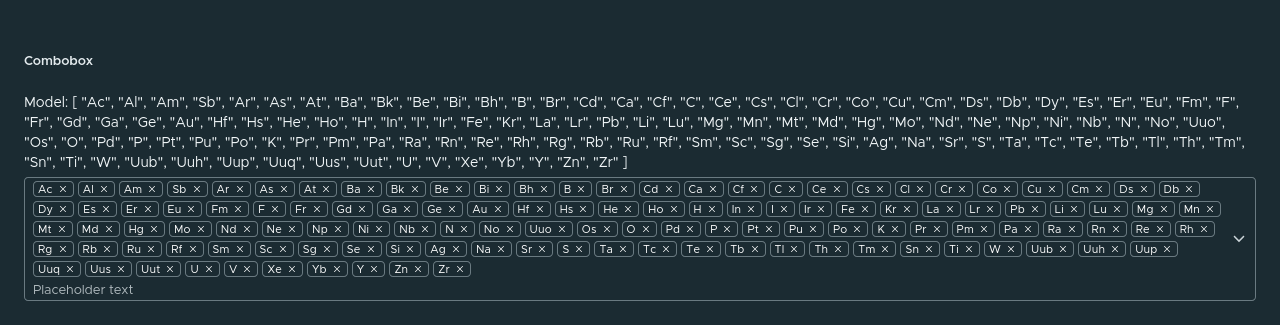 Combobox
Model: [ "Ac", "Al", "Am", "Sb", "Ar", "As", "At", "Ba", "Bk", "Be", "Bi", "Bh", "B", "Br", "Cd", "Ca", "Cf", "C", "Ce", "Cs", "Cl", "Cr", "Co", "Cu", "Cm", "Ds", "Db", "Dy", "Es", "Er", "Eu", "Fm", "F",
"Fr", "Gd", "Ga", "Ge", "Au", "Hf", "Hs", "He", "Ho", "H", "In", "I", "Ir", "Fe", "Kr", "La", "Lr", "Pb", "Li", "Lu", "Mg", "Mn", "Mt", "Md", "Hg", "Mo", "Nd", "Ne", "Np", "Ni", "Nb", "N", "No", "Uuo",
"Os", "O", "Pd", "P", "Pt", "Pu", "Po", "K", "Pr", "Pm", "Pa", "Ra", "Rn", "Re", "Rh", "Rg", "Rb", "Ru", "Rf", "Sm", "Sc", "Sg", "Se", "Si", "Ag", "Na", "Sr", "S", "Ta", "Tc", "Te", "Tb", "Tl", "Th", "Tm",
"Sn", "Ti", "W", "Uub", "Uuh", "Uup", "Uuq", "Uus", "Uut", "U", "V", "Xe", "Yb", "Y", "Zn", "Zr" ]
Ac × Al × Am × Sb × Ar × As × At × Ba × Bk × Be × Bi × Bh × B × Br × Cd × Ca × Cf × C × Ce × Cs × Cl × Cr × Co × Cu × Cm × Ds × Db ×
Dy × Es × Er × Eu × Fm × F × Fr × Gd × Ga × Ge × Au × Hf × Hs × He × Ho × H × In × I × Ir × Fe × Kr × La × Lr × Pb × Li × Lu × Mg × Mn ×
Mt × Md × Hg × Mo × Nd × Ne × Np × Ni × Nb × N × No × Uuo × Os × O × Pd × P × Pt × Pu × Po × K × Pr × Pm × Pa × Ra × Rn × Re × Rh ×
Rg × Rb × Ru × Rf × Sm × Sc × Sg × Se × Si × Ag × Na × Sr × S × Ta × Tc × Te × Tb × Tl × Th × Tm × Sn × Ti × W × Uub × Uuh × Uup ×
Uuq × Uus × Uut × U × V × Xe × Yb × Y × Zn × Zr ×
Placeholder text